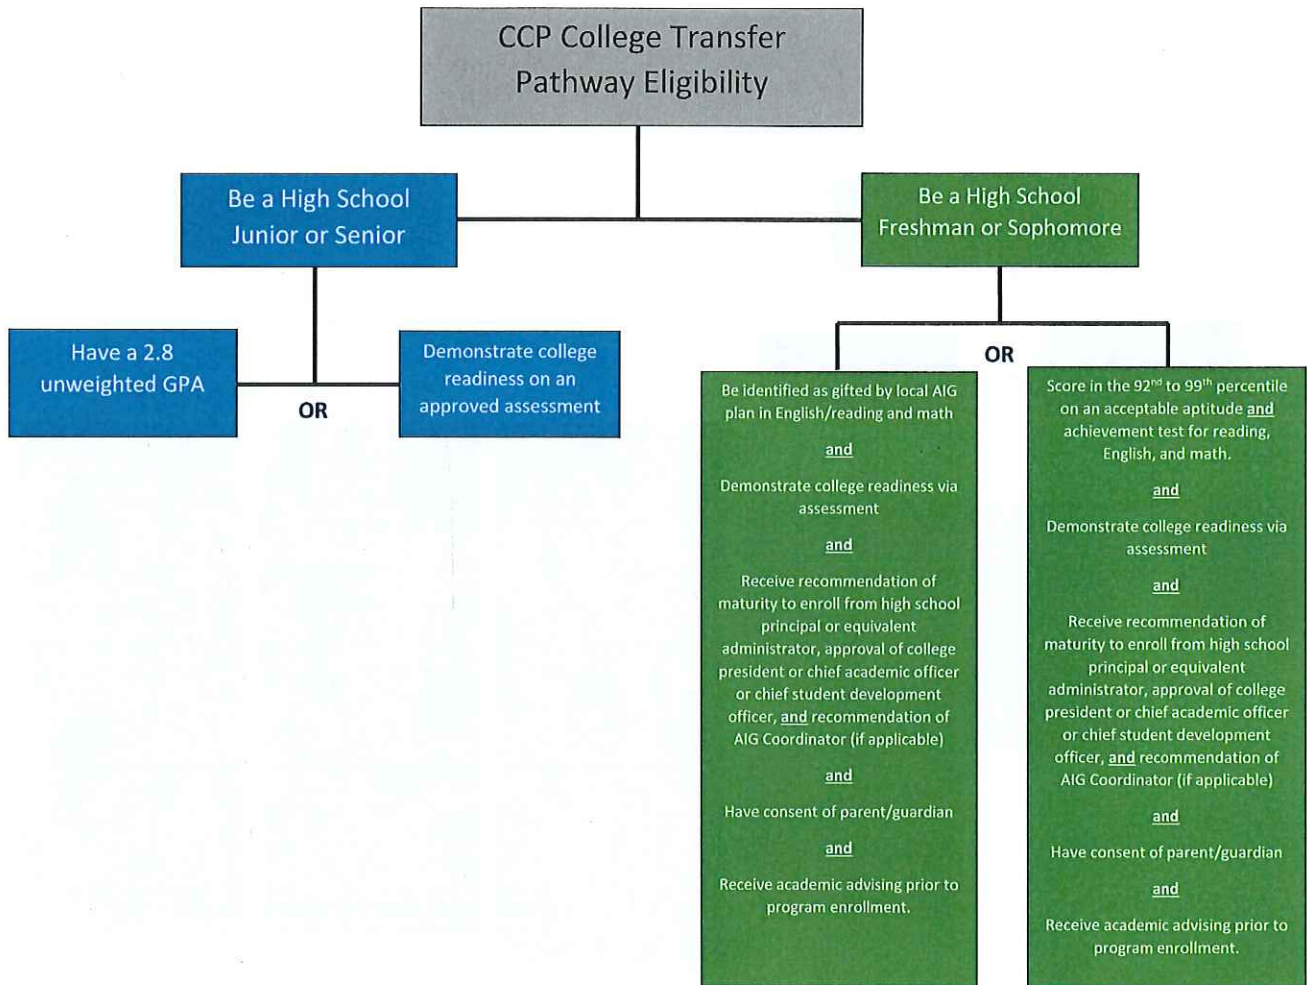 CCP College Transfer
Pathway Eligibility
Be a High School
Junior or Senior
Be a High School
Freshman or Sophomore
Have a 2.8
unweighted GPA
OR
Demonstrate college
readiness on an
approved assessment
OR
Be identified as gifted by local AIG
plan in English/reading and math
and
Demonstrate college readiness via
assessment
and
Receive recommendation of
maturity to enroll from high school
principal or equivalent
administrator, approval of college
president or chief academic officer
or chief student development
officer, and recommendation of
AIG Coordinator (if applicable)
and
Have consent of parent/guardian
and
Receive academic advising prior to
program enrollment.
Score in the 92nd to 99th percentile
on an acceptable aptitude and
achievement test for reading,
English, and math.
and
Demonstrate college readiness via
assessment
and
Receive recommendation of
maturity to enroll from high school
principal or equivalent
administrator, approval of college
president or chief academic officer
or chief student development
officer, and recommendation of
AIG Coordinator (if applicable)
and
Have consent of parent/guardian
and
Receive academic advising prior to
program enrollment.